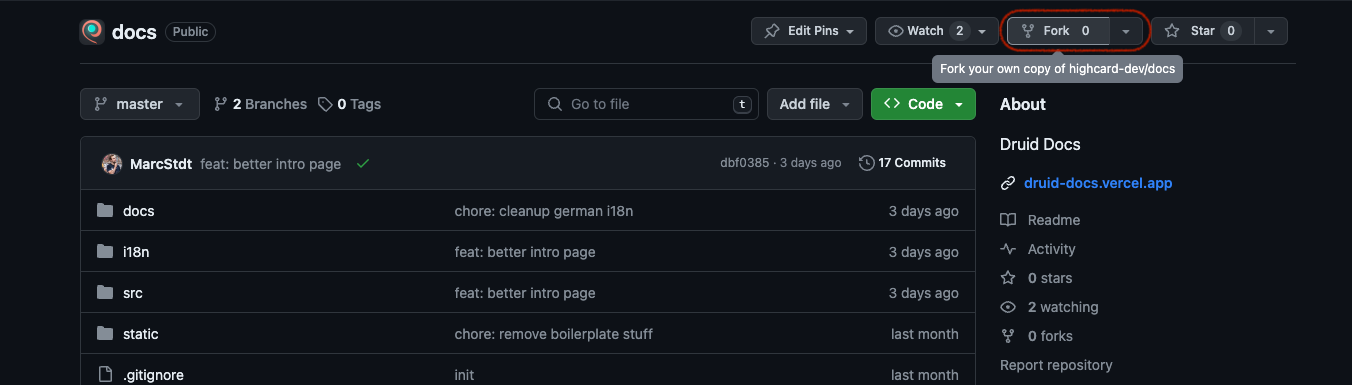 docs Public Edit Pins Watch 2 Fork 0 Star 0
Fork your own copy of highcard-dev/docs
master 2 Branches 0 Tags Go to file t Add file Code
About
MarcStdt feat: better intro page dbf0385 · 3 days ago 17 Commits
Druid Docs
druid-docs.vercel.app
docs chore: cleanup german i18n 3 days ago
Readme
i18n feat: better intro page 3 days ago
Activity
0 stars
src feat: better intro page 3 days ago
2 watching
static chore: remove boilerplate stuff last month
0 forks
Report repository
.gitignore init last month